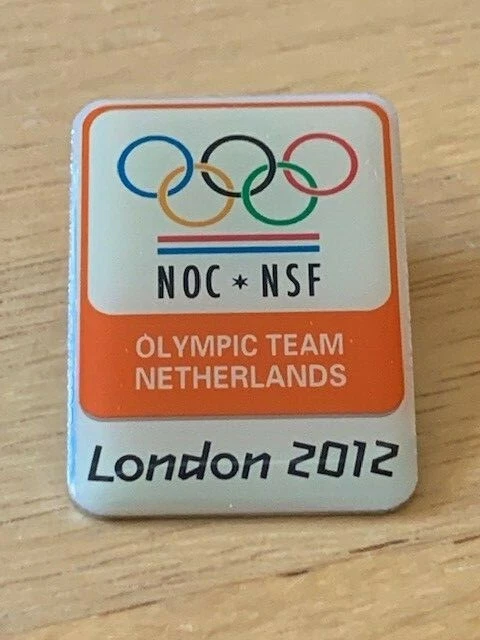 NOC * NSF
OLYMPIC TEAM
NETHERLANDS
London 2012